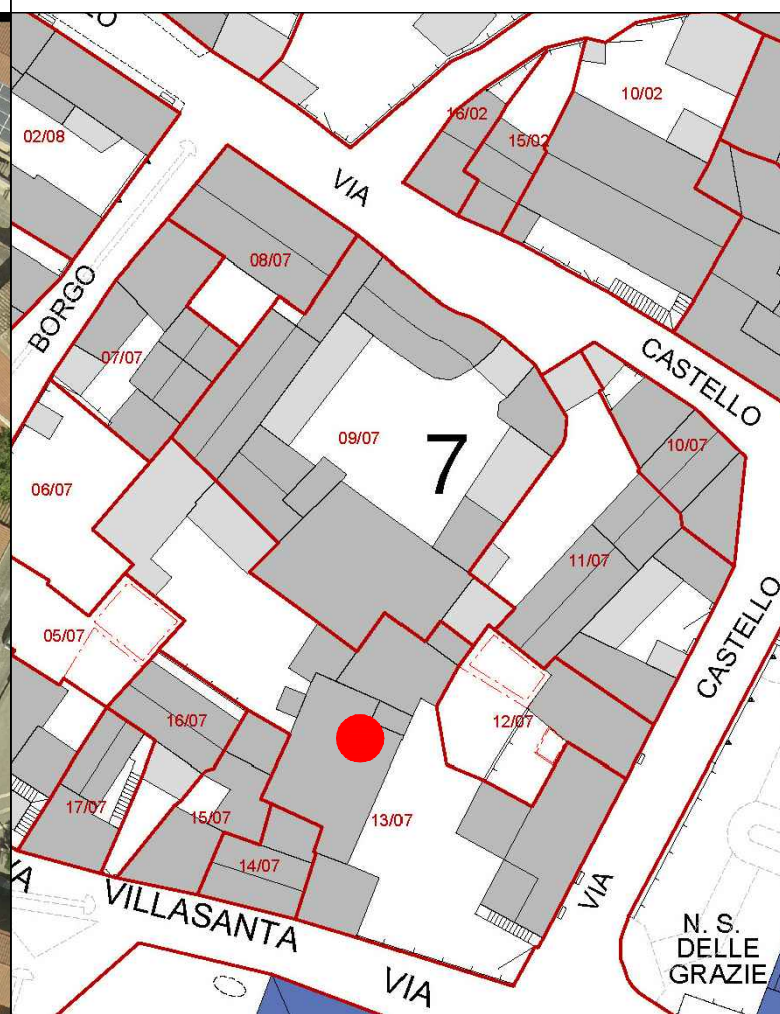 10/02
16/02
15/02
02/08
VIA
08/07
BORGO
07/07
CASTELLO
09/07
7
10/07
06/07
11/07
CASTELLO
05/07
12/07
16/07
13/07
17/07
15/07
14/07
VILLASANTA
VIA
VIA
N. S.
DELLE
GRAZIE